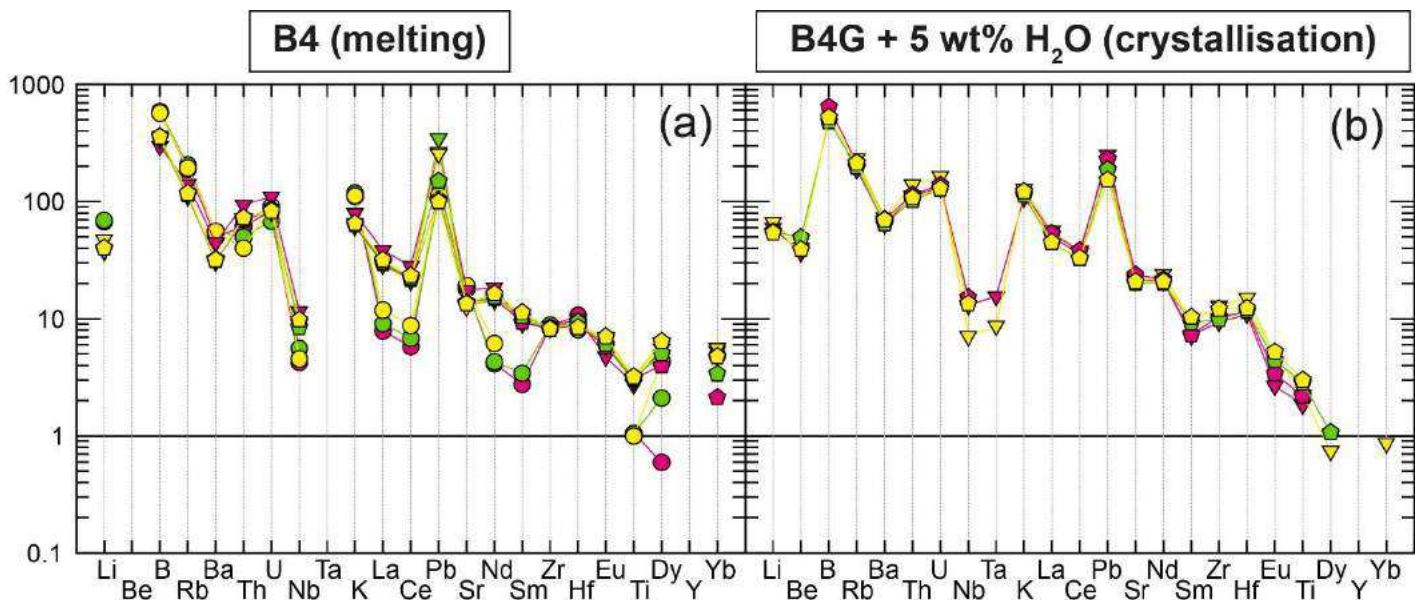 B4 (melting)
B4G + 5 wt% H₂O (crystallisation)
1000
100
10
1
0.1
(a)
(b)
Li B Ba U Ta La Pb Nd Zr Eu Dy Yb
Be Rb Th Nb K Ce Sr Sm Hf Ti Y
Li B Ba U Ta La Pb Nd Zr Eu Dy Yb
Be Rb Th Nb K Ce Sr Sm Hf Ti Y